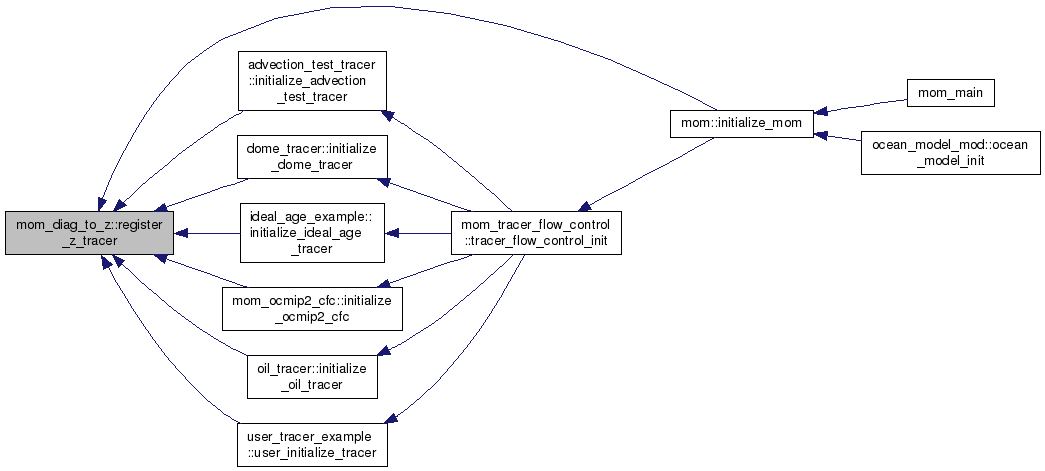 mom_diag_to_z::register
_z_tracer
advection_test_tracer
::initialize_advection
_test_tracer
dome_tracer::initialize
_dome_tracer
ideal_age_example::
initialize_ideal_age
_tracer
mom_ocmip2_cfc::initialize
_ocmip2_cfc
oil_tracer::initialize
_oil_tracer
user_tracer_example
::user_initialize_tracer
mom_tracer_flow_control
::tracer_flow_control_init
mom::initialize_mom
mom_main
ocean_model_mod::ocean
_model_init